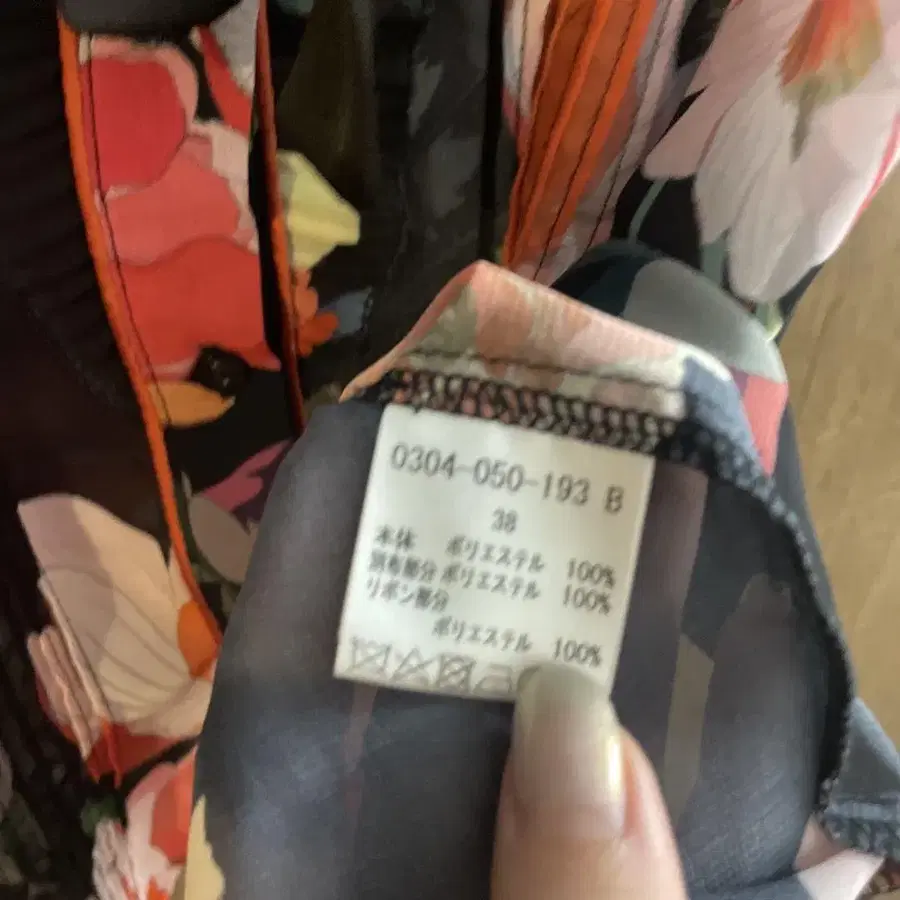 0304-050-193 B
38
本体 ポリエステル 100%
別布部分 ポリエステル 100%
リボン部分
ポリエステル 100%